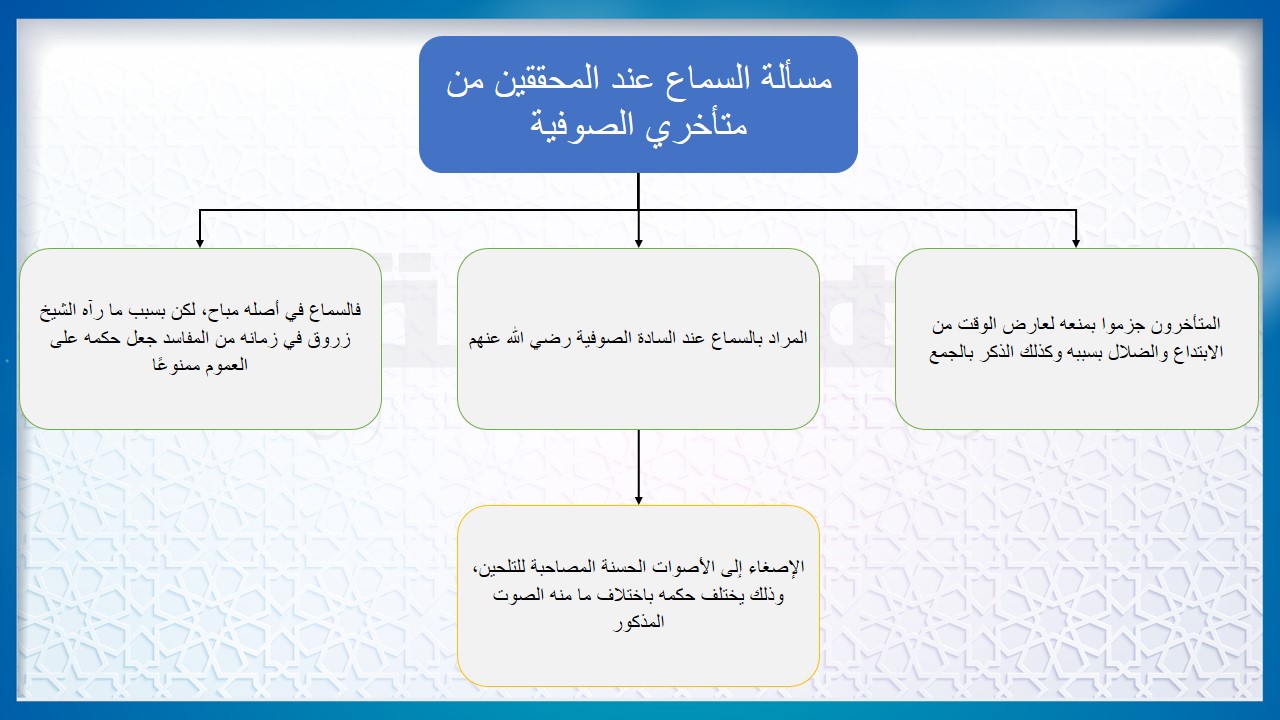 مسألة السماع عند المحققين من
متأخري الصوفية
المتأخرون جزموا بمنعه لعارض الوقت من
الابتداع والضلال بسببه وكذلك الذكر بالجمع
المراد بالسماع عند السادة الصوفية رضي الله عنهم
فالسماع في أصله مباح، لكن بسبب ما رآه الشيخ
زروق في زمانه من المفاسد جعل حكمه على
العموم ممنوعًا
الإصغاء إلى الأصوات الحسنة المصاحبة للتلحين،
وذلك يختلف حكمه باختلاف ما منه الصوت
المذكور